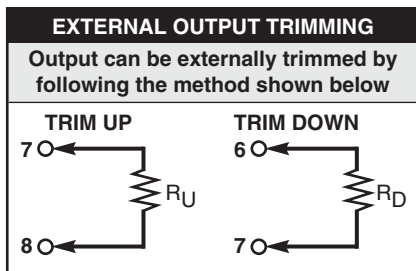 EXTERNAL OUTPUT TRIMMING
Output can be externally trimmed by
following the method shown below
TRIM UP TRIM DOWN
7 6
RU RD
8 7